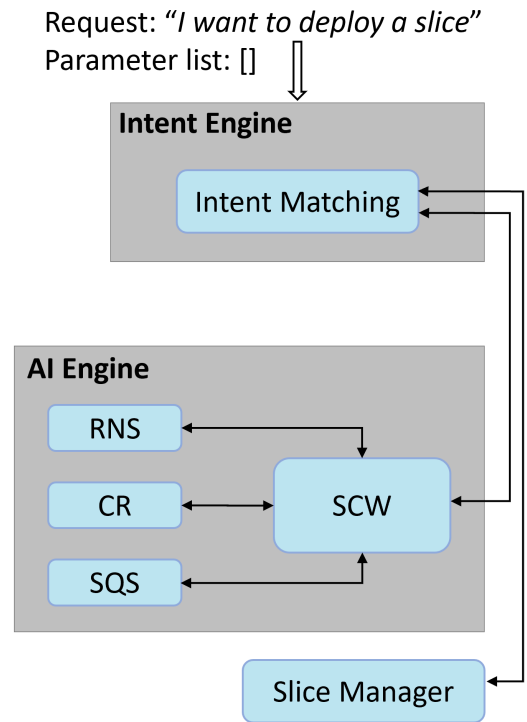 Request: “I want to deploy a slice”
Parameter list: []
Intent Engine
Intent Matching
AI Engine
RNS
CR
SCW
SQS
Slice Manager